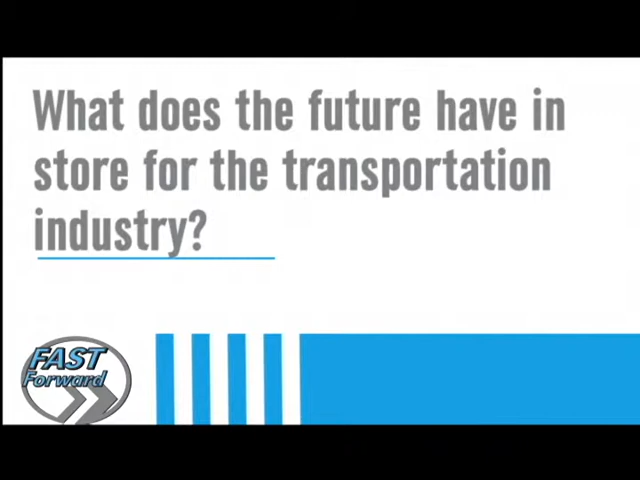 What does the future have in
store for the transportation
industry?
FAST
Forward